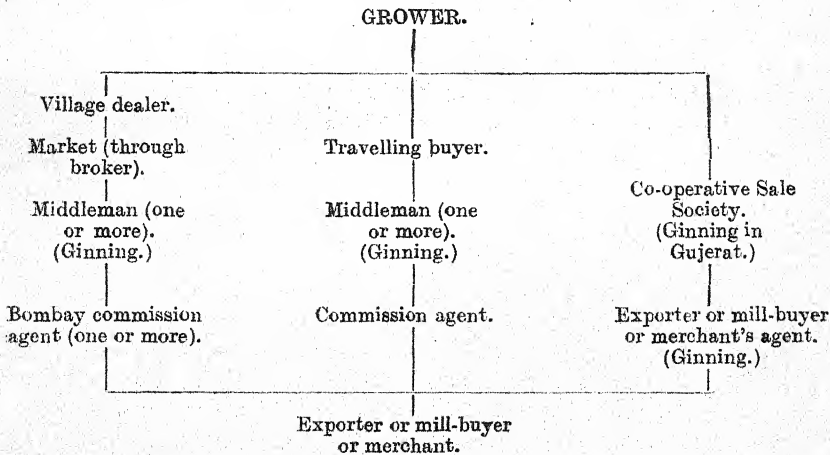 GROWER.
Village dealer.
Market (through
broker).
Middleman (one
or more).
(Ginning.)
Bombay commission
agent (one or more).
Travelling buyer.
Middleman (one
or more).
(Ginning.)
Commission agent.
Co-operative Sale
Society.
(Ginning in
Gujerat.)
Exporter or mill-buyer
or merchant's agent.
(Ginning.)
Exporter or mill-buyer
or merchant.